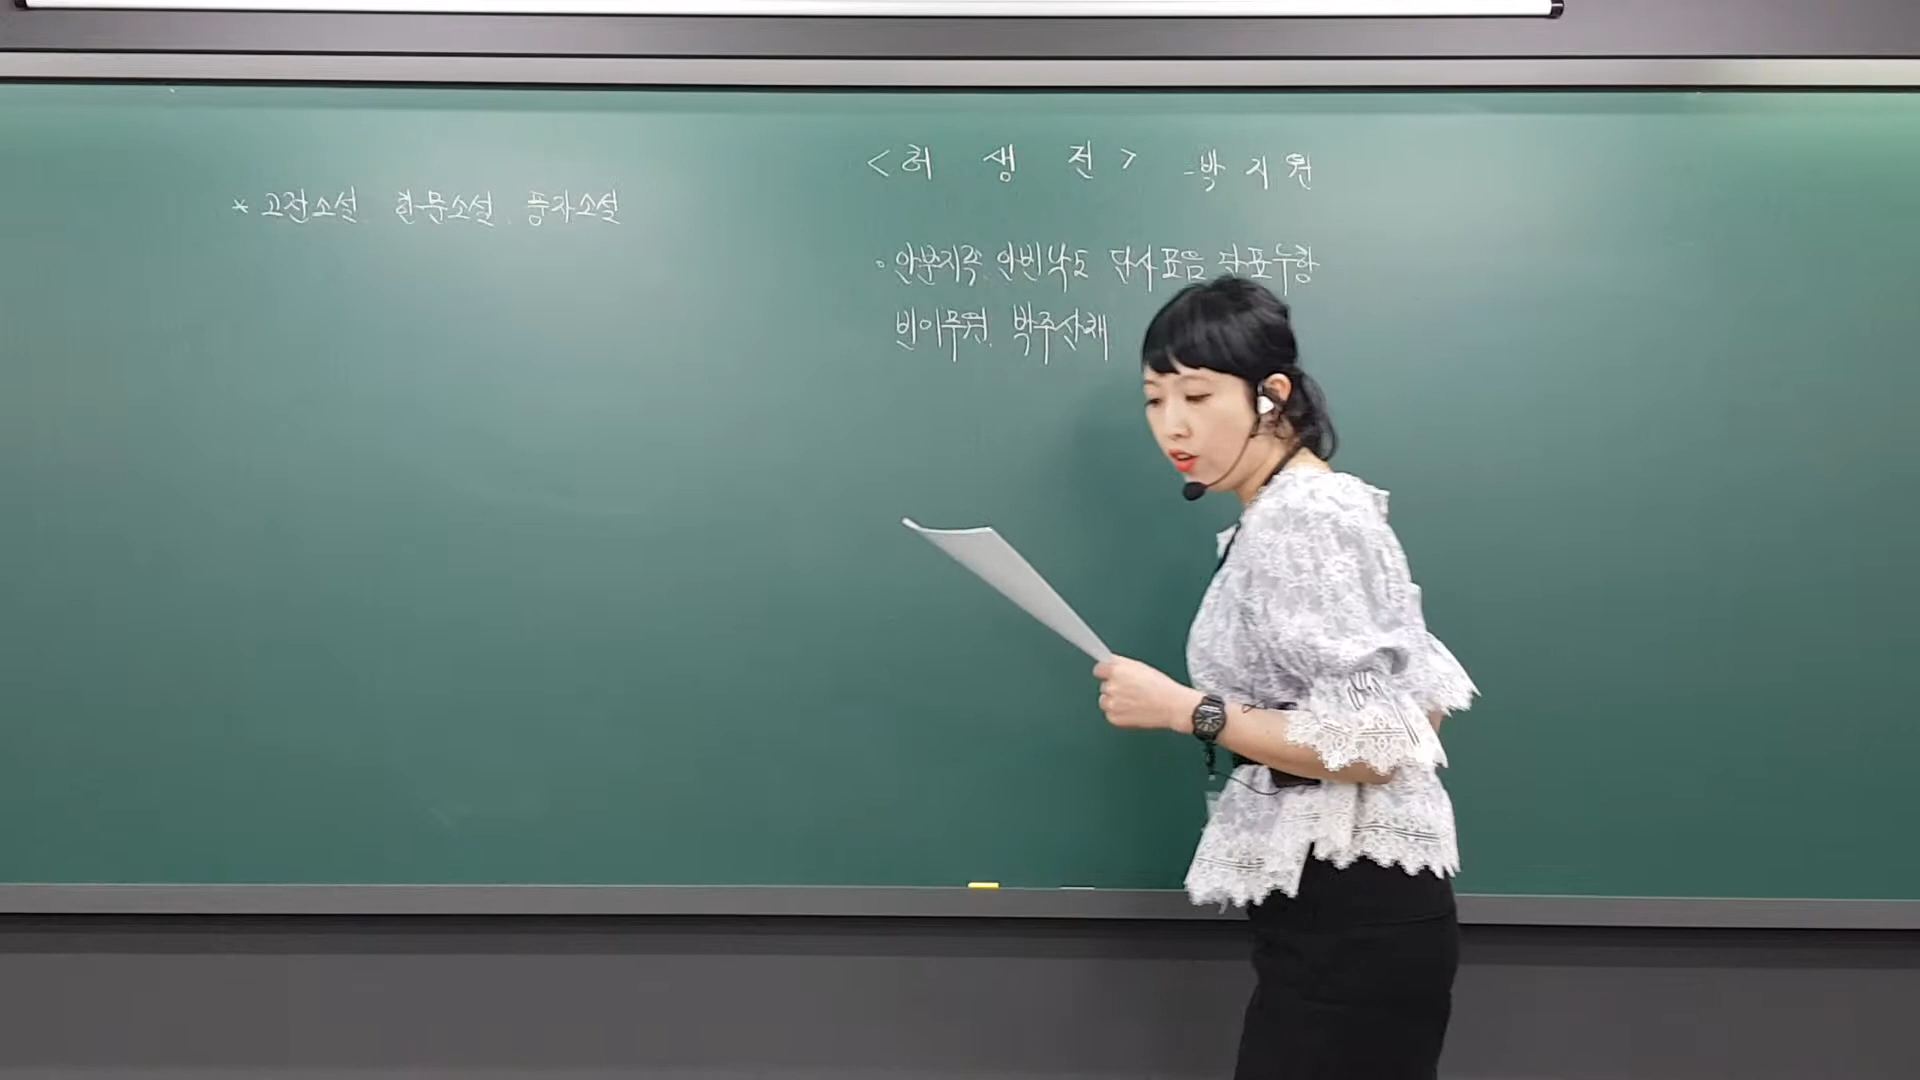 <허 생 전> -박 지 원
* 고전소설. 한문소설. 풍자소설
· 안분지족. 안빈낙도 단사표음 단표누항
빈이무원. 박주산채